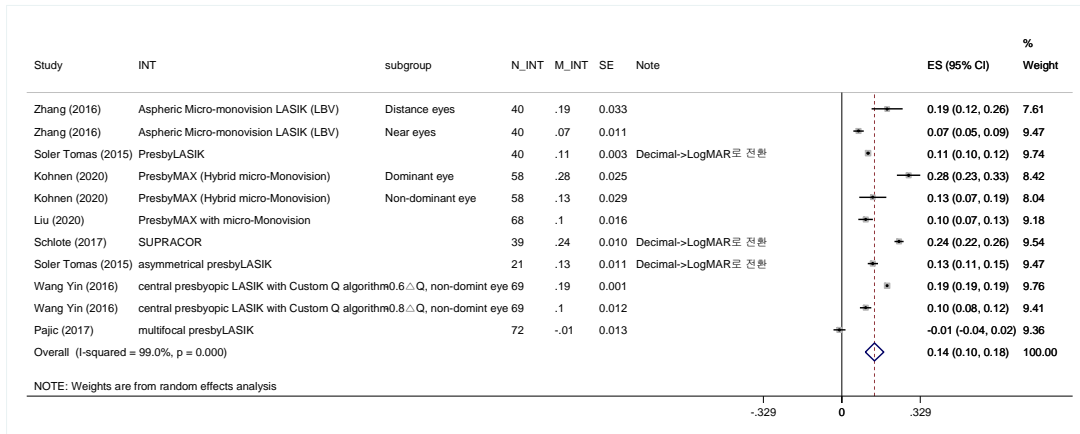 %
Study INT subgroup N_INT M_INT SE Note ES (95% CI) Weight
Zhang (2016) Aspheric Micro-monovision LASIK (LBV) Distance eyes 40 .19 0.033 0.19 (0.12, 0.26) 7.61
Zhang (2016) Aspheric Micro-monovision LASIK (LBV) Near eyes 40 .07 0.011 0.07 (0.05, 0.09) 9.47
Soler Tomas (2015) PresbyLASIK 40 .11 0.003 Decimal->LogMAR로 전환 0.11 (0.10, 0.12) 9.74
Kohnen (2020) PresbyMAX (Hybrid micro-Monovision) Dominant eye 58 .28 0.025 0.28 (0.23, 0.33) 8.42
Kohnen (2020) PresbyMAX (Hybrid micro-Monovision) Non-dominant eye 58 .13 0.029 0.13 (0.07, 0.19) 8.04
Liu (2020) PresbyMAX with micro-Monovision 68 .1 0.016 0.10 (0.07, 0.13) 9.18
Schlote (2017) SUPRACOR 39 .24 0.010 Decimal->LogMAR로 전환 0.24 (0.22, 0.26) 9.54
Soler Tomas (2015) asymmetrical presbyLASIK 21 .13 0.011 Decimal->LogMAR로 전환 0.13 (0.11, 0.15) 9.47
Wang Yin (2016) central presbyopic LASIK with Custom Q algorithm -0.6△Q, non-domint eye 69 .19 0.001 0.19 (0.19, 0.19) 9.76
Wang Yin (2016) central presbyopic LASIK with Custom Q algorithm -0.8△Q, non-domint eye 69 .1 0.012 0.10 (0.08, 0.12) 9.41
Pajic (2017) multifocal presbyLASIK 72 -.01 0.013 -0.01 (-0.04, 0.02) 9.36
Overall (I-squared = 99.0%, p = 0.000) 0.14 (0.10, 0.18) 100.00
NOTE: Weights are from random effects analysis
-.329 0 .329